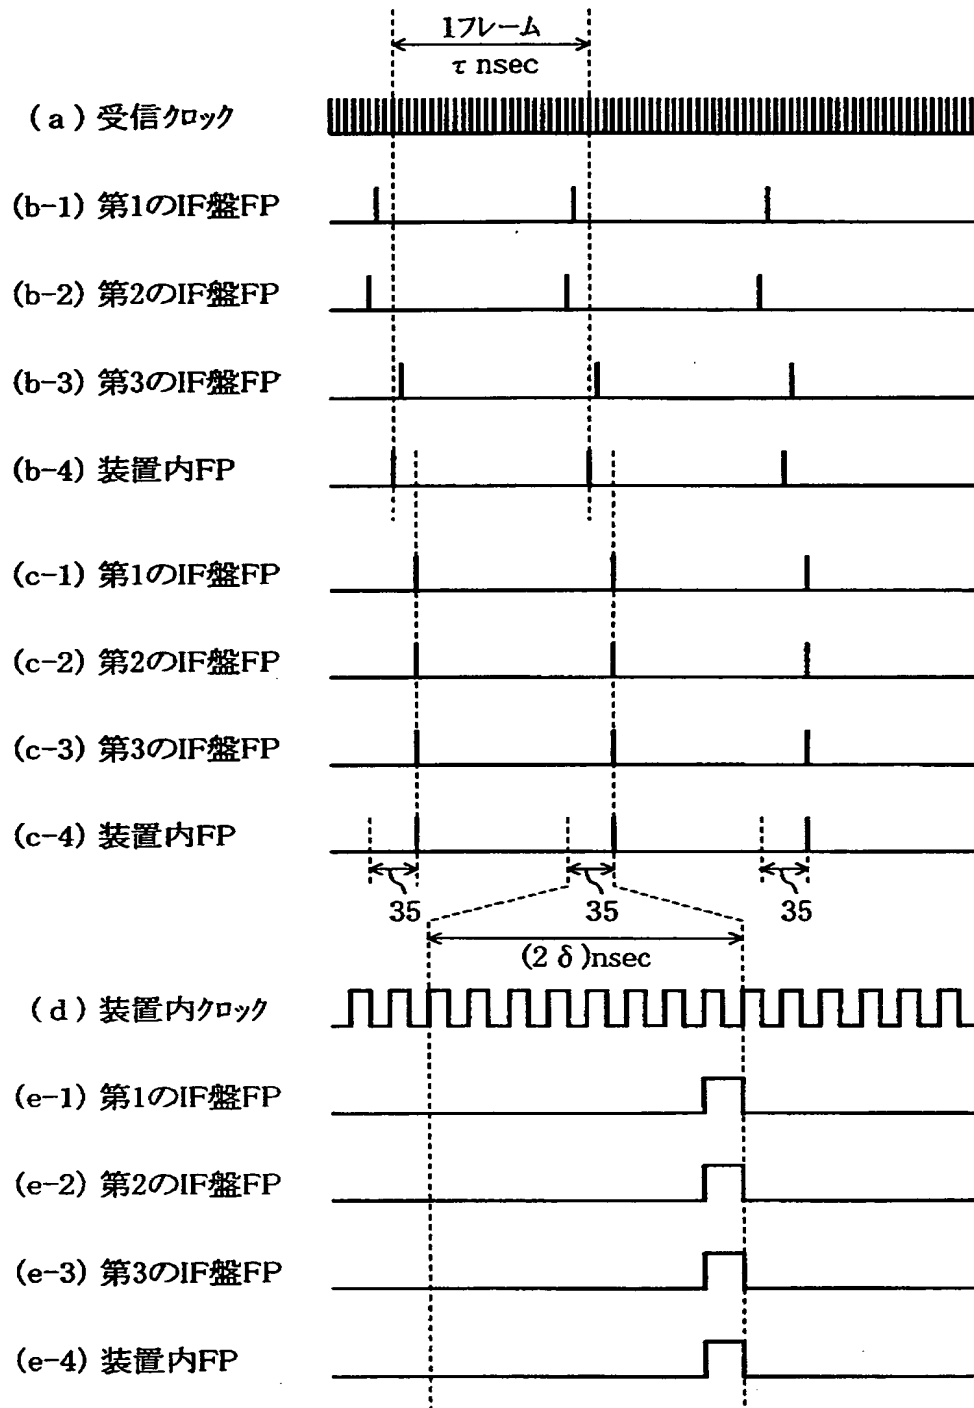 1フレーム
τ nsec
(a) 受信クロック
(b-1) 第1のIF盤FP
(b-2) 第2のIF盤FP
(b-3) 第3のIF盤FP
(b-4) 装置内FP
(c-1) 第1のIF盤FP
(c-2) 第2のIF盤FP
(c-3) 第3のIF盤FP
(c-4) 装置内FP
35 35 35
(2δ)nsec
(d) 装置内クロック
(e-1) 第1のIF盤FP
(e-2) 第2のIF盤FP
(e-3) 第3のIF盤FP
(e-4) 装置内FP